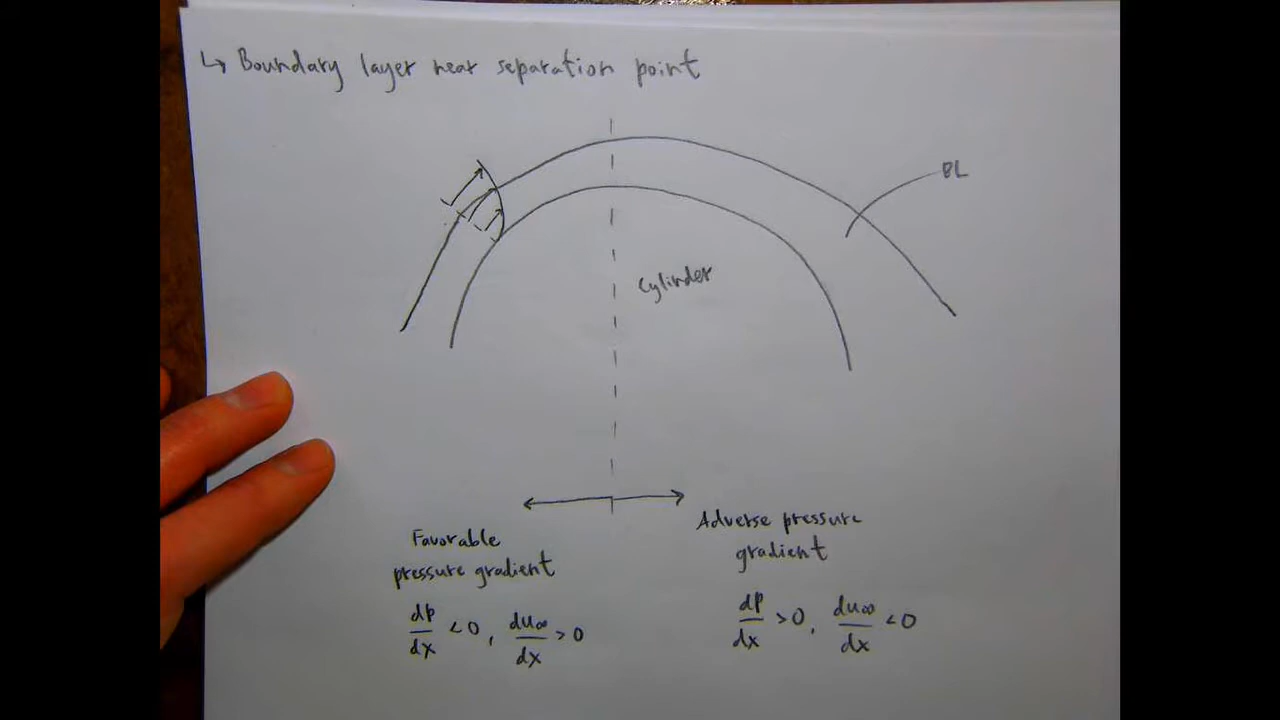 ↳ Boundary layer near separation point
BL
Cylinder
Favorable
pressure gradient
dp/dx <0, du∞/dx >0
Adverse pressure
gradient
dp/dx >0, du∞/dx <0